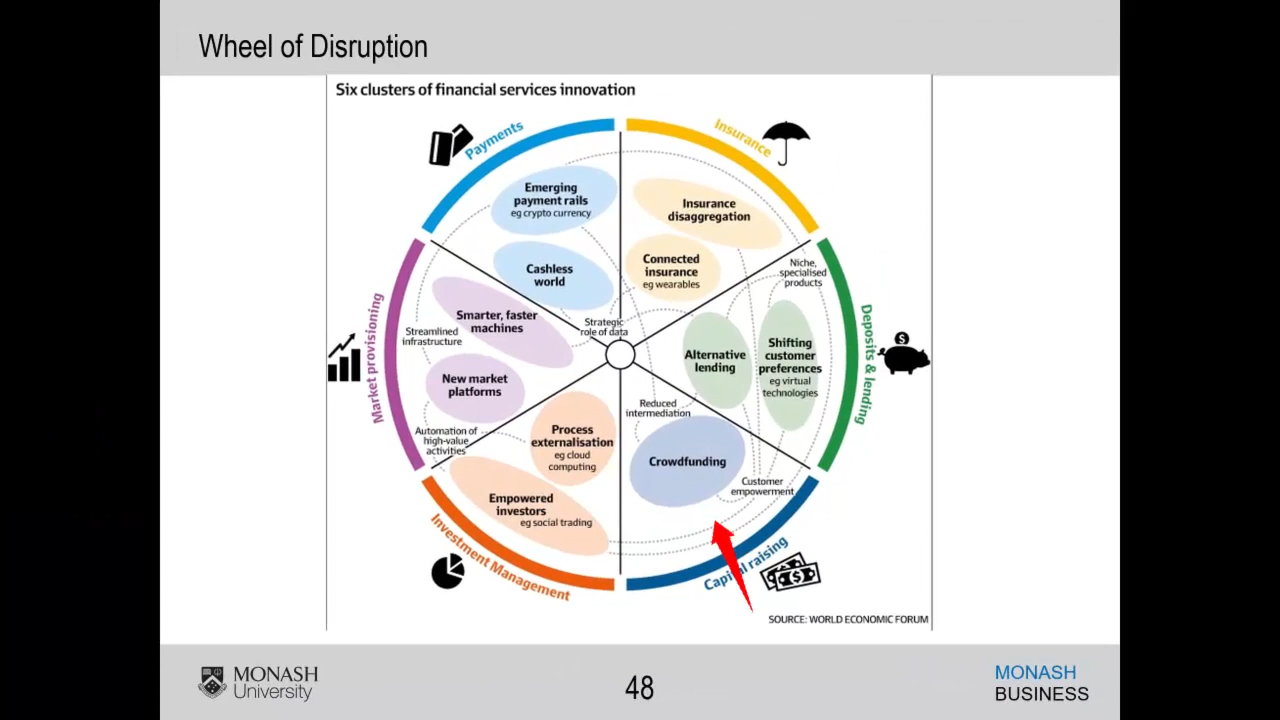 Wheel of Disruption
Six clusters of financial services innovation
Payments
Insurance
Emerging
payment rails
eg crypto currency
Insurance
disaggregation
Cashless
world
Connected
insurance
eg wearables
Niche,
specialised
products
Market provisioning
Smarter, faster
machines
Streamlined
infrastructure
Strategic
role of data
Alternative
lending
Shifting
customer
preferences
eg virtual
technologies
Deposits & lending
New market
platforms
Reduced
intermediation
Automation of
high-value
activities
Process
externalisation
eg cloud
computing
Crowdfunding
Customer
empowerment
Empowered
investors
eg social trading
Investment Management
Capital raising
SOURCE: WORLD ECONOMIC FORUM
MONASH
University
48
MONASH
BUSINESS